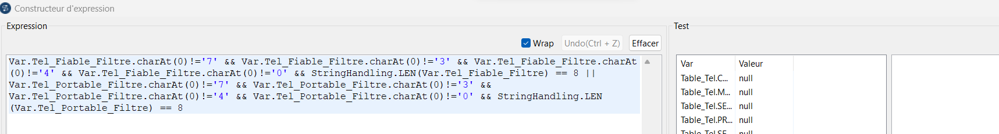 Constructeur d'expression
Expression
Wrap Undo(Ctrl + Z) Effacer
Var.Tel_Fiable_Filtre.charAt(0)!='7' && Var.Tel_Fiable_Filtre.charAt(0)!='3' && Var.Tel_Fiable_Filtre.charAt
(0)!='4' && Var.Tel_Fiable_Filtre.charAt(0)!='0' && StringHandling.LEN(Var.Tel_Fiable_Filtre) == 8 ||
Var.Tel_Portable_Filtre.charAt(0)!='7' && Var.Tel_Portable_Filtre.charAt(0)!='3' &&
Var.Tel_Portable_Filtre.charAt(0)!='4' && Var.Tel_Portable_Filtre.charAt(0)!='0' && StringHandling.LEN
(Var.Tel_Portable_Filtre) == 8
Test
Var Valeur
Table_Tel.C... null
Table_Tel.M... null
Table_Tel.SE... null
Table_Tel.PR... null
Table_Tel.SE... null